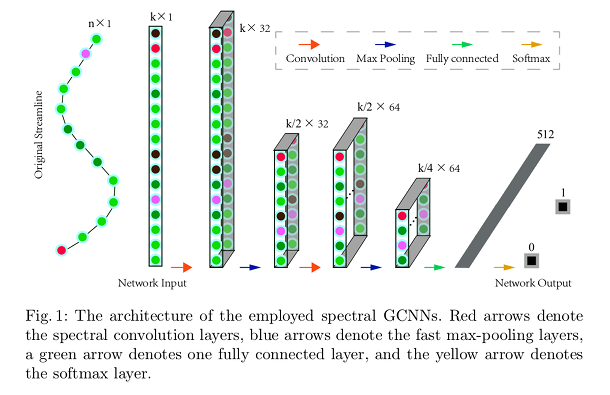 n×1
k×1
k×32
Convolution
Max Pooling
Fully connected
Softmax
Original Streamline
k/2 × 32
k/2 × 64
k/4 × 64
512
1
0
Network Input
Network Output
Fig. 1: The architecture of the employed spectral GCNNs. Red arrows denote
the spectral convolution layers, blue arrows denote the fast max-pooling layers,
a green arrow denotes one fully connected layer, and the yellow arrow denotes
the softmax layer.